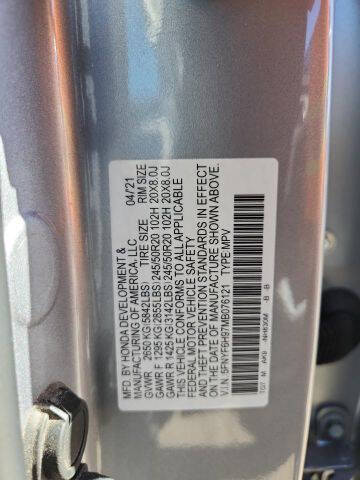 MFD. BY HONDA DEVELOPMENT & 04/21
MANUFACTURING OF AMERICA, LLC
GVWR 2650 KG(5842LBS) TIRE SIZE RIM SIZE
GAWR F 1295 KG(2855LBS)245/50R20 102H 20X8.0J
GAWR R 1425 KG(3142LBS)245/50R20 102H 20X8.0J
THIS VEHICLE CONFORMS TO ALL APPLICABLE
FEDERAL MOTOR VEHICLE SAFETY
AND THEFT PREVENTION STANDARDS IN EFFECT
ON THE DATE OF MANUFACTURE SHOWN ABOVE.
V.I.N. 5FNYF6H97MB076121 TYPE MPV